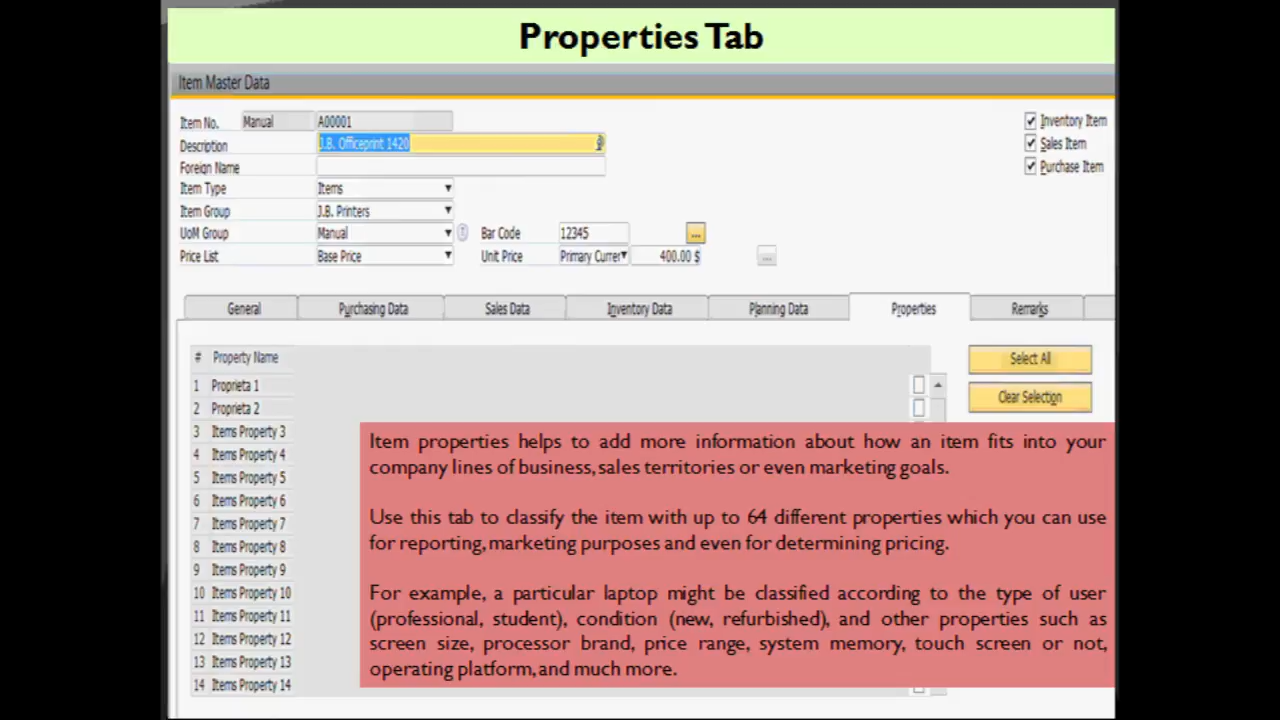 Properties Tab
Item Master Data
Item No. Manual A00001
Inventory Item
Description J.B. Officeprint 1420
Sales Item
Foreign Name
Purchase Item
Item Type Items
Item Group J.B. Printers
UoM Group Manual Bar Code 12345 ...
Price List Base Price Unit Price Primary Currer 400.00 $ ...
General Purchasing Data Sales Data Inventory Data Planning Data Properties Remarks
# Property Name
Select All
1 Proprieta 1
Clear Selection
2 Proprieta 2
3 Items Property 3
4 Items Property 4
5 Items Property 5
6 Items Property 6
7 Items Property 7
8 Items Property 8
9 Items Property 9
10 Items Property 10
11 Items Property 11
12 Items Property 12
13 Items Property 13
14 Items Property 14
Item properties helps to add more information about how an item fits into your
company lines of business, sales territories or even marketing goals.
Use this tab to classify the item with up to 64 different properties which you can use
for reporting, marketing purposes and even for determining pricing.
For example, a particular laptop might be classified according to the type of user
(professional, student), condition (new, refurbished), and other properties such as
screen size, processor brand, price range, system memory, touch screen or not,
operating platform, and much more.